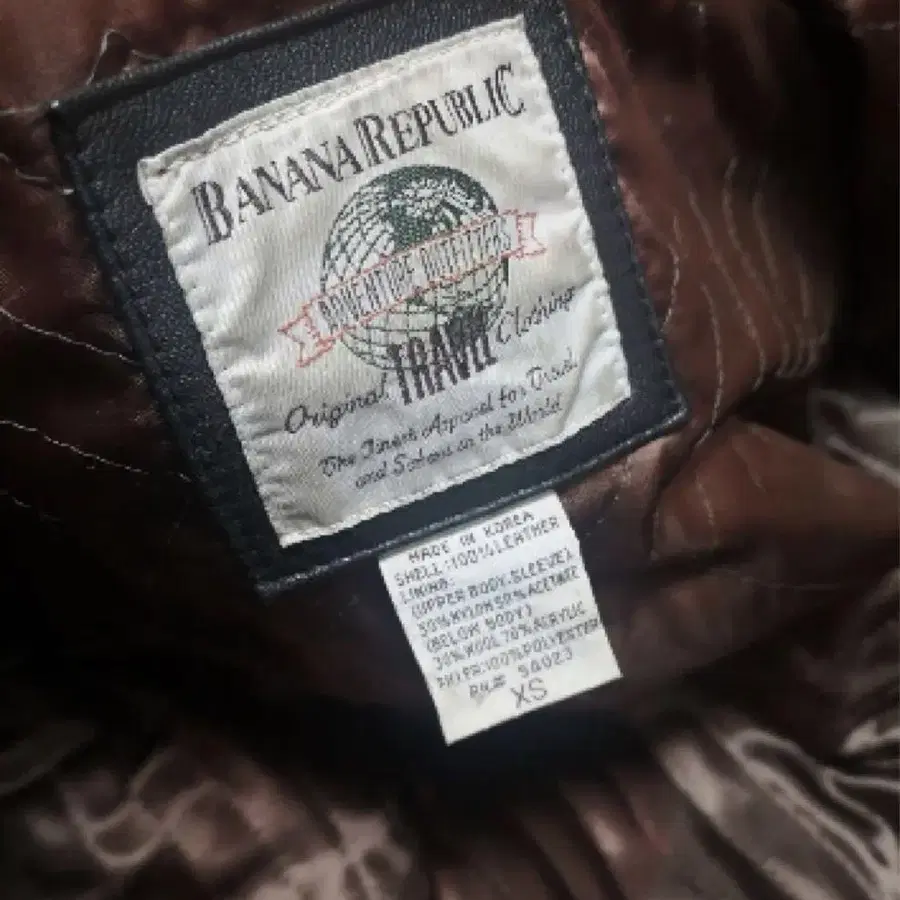 BANANA REPUBLIC
ADVENTURE OUTFITTERS
Original TRAVEL Clothing
The Finest Apparel for Travel
and Safari in the World
MADE IN KOREA
SHELL:100% LEATHER
LINING:
(UPPER BODY.SLEEVE)
50% NYLON 50% ACETATE
(BELOW BODY)
30% WOOL 70% ACRYLIC
100% POLYESTER
RN# 54023
XS